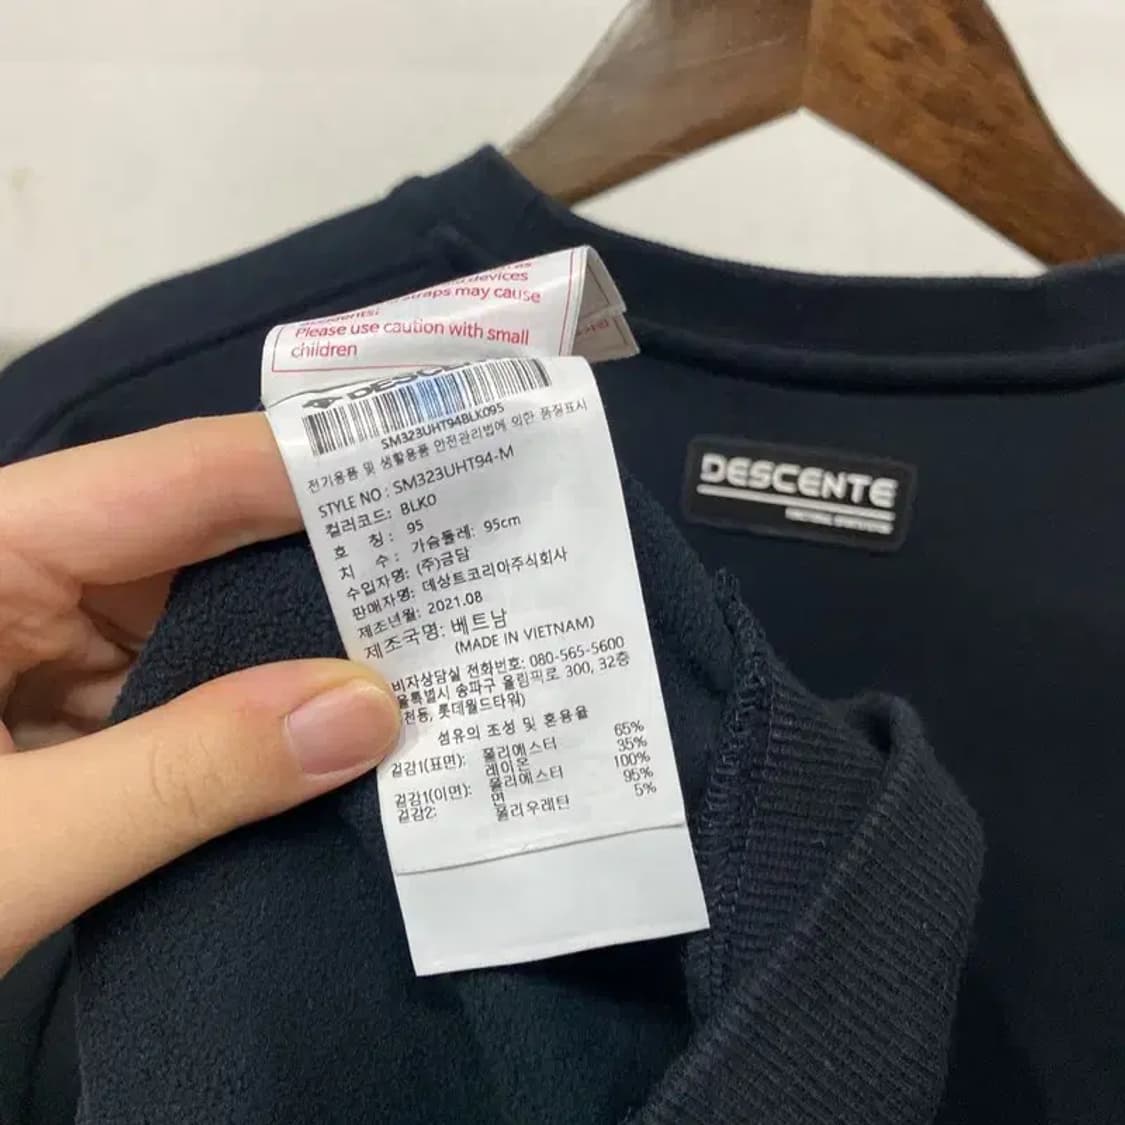 devices
straps may cause
Please use caution with small
children
DESCENTE
SM323UHT94BLK095
전기용품 및 생활용품 안전관리법에 의한 품질표시
STYLE NO : SM323UHT94-M
컬러코드: BLK0
호 칭: 95
치 수: 가슴둘레: 95cm
수입자명: (주)금담
판매자명: 데상트코리아주식회사
제조년월: 2021.08
제조국명: 베트남
(MADE IN VIETNAM)
비자상담실 전화번호: 080-565-5600
울특별시 송파구 올림픽로 300, 32층
천동, 롯데월드타워)
섬유의 조성 및 혼용율
겉감1(표면): 폴리에스터 65%
레이온 35%
겉감1(이면): 폴리에스터 100%
겉감2: 면 95%
폴리우레탄 5%
DESCENTE